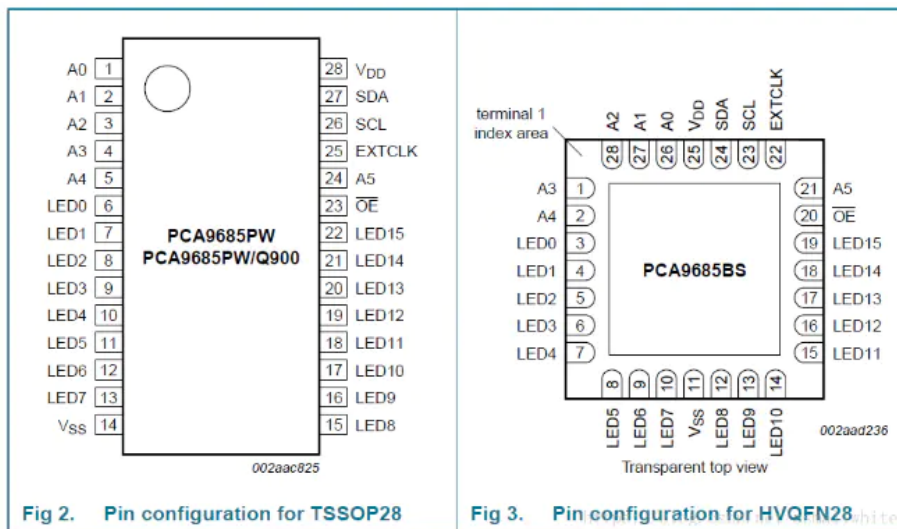 A0 1
A1 2
A2 3
A3 4
A4 5
LED0 6
LED1 7
LED2 8
LED3 9
LED4 10
LED5 11
LED6 12
LED7 13
VSS 14
PCA9685PW
PCA9685PW/Q900
28 VDD
27 SDA
26 SCL
25 EXTCLK
24 A5
23 O̅E̅
22 LED15
21 LED14
20 LED13
19 LED12
18 LED11
17 LED10
16 LED9
15 LED8
002aac825
Fig 2. Pin configuration for TSSOP28
terminal 1
index area
A2 A1 A0 VDD SDA SCL EXTCLK
28 27 26 25 24 23 22
A3 1
A4 2
LED0 3
LED1 4
LED2 5
LED3 6
LED4 7
PCA9685BS
21 A5
20 O̅E̅
19 LED15
18 LED14
17 LED13
16 LED12
15 LED11
8 9 10 11 12 13 14
LED5 LED6 LED7 VSS LED8 LED9 LED10
002aad236
Transparent top view
Fig 3. Pin configuration for HVQFN28